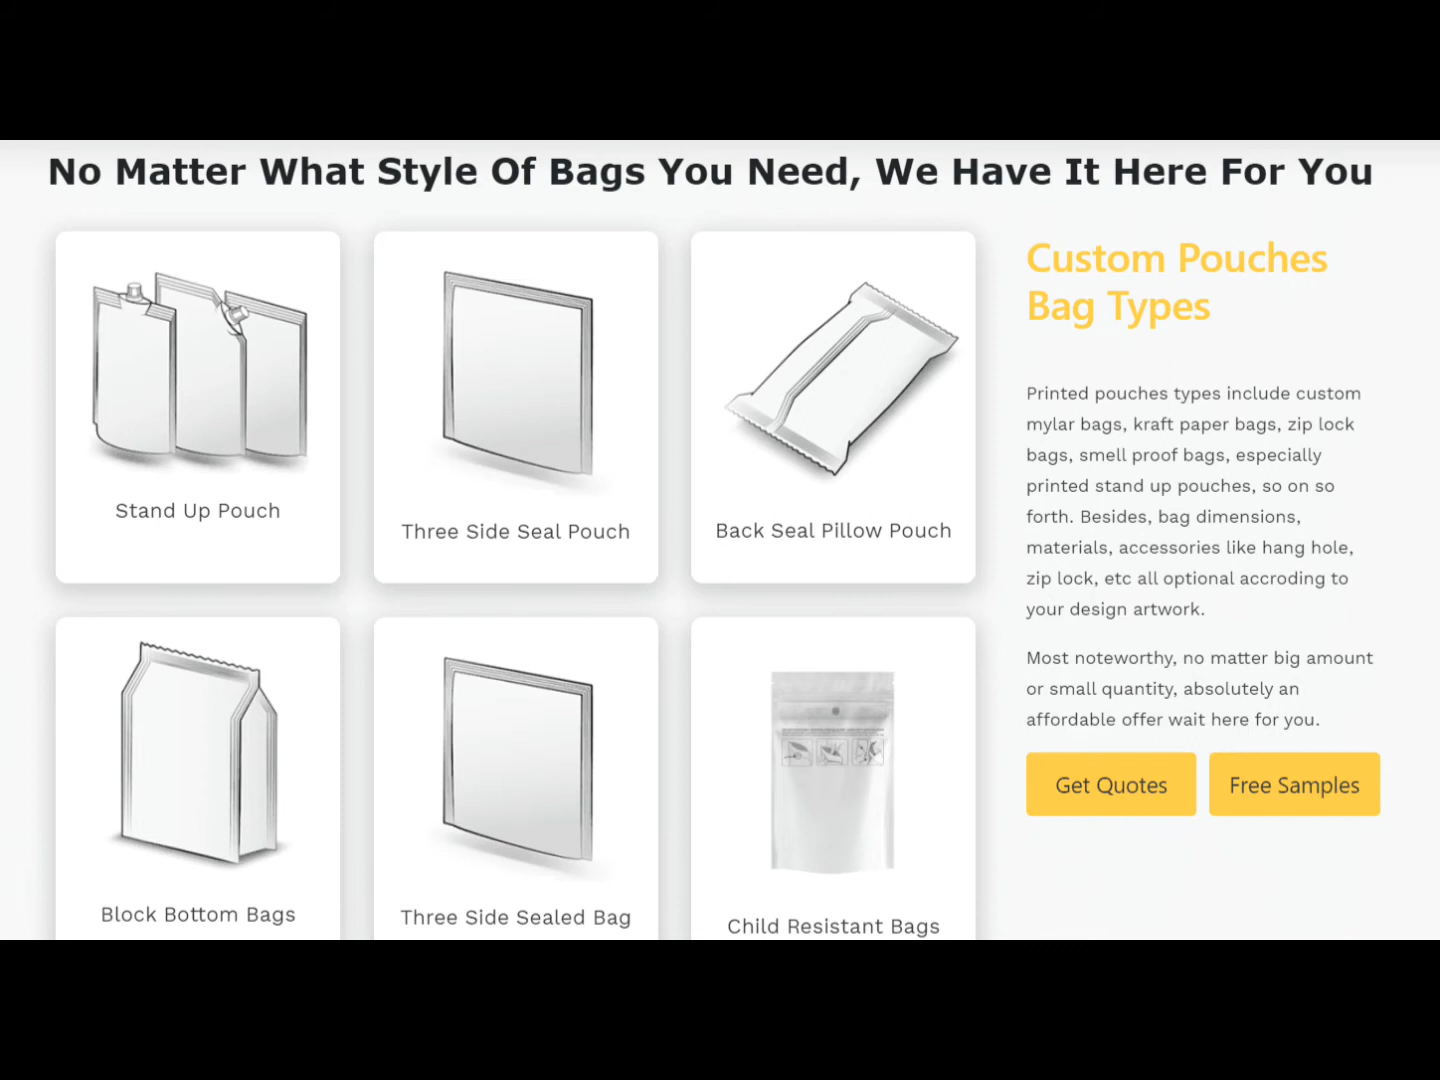 No Matter What Style Of Bags You Need, We Have It Here For You
Stand Up Pouch
Three Side Seal Pouch
Back Seal Pillow Pouch
Block Bottom Bags
Three Side Sealed Bag
Child Resistant Bags
Custom Pouches
Bag Types
Printed pouches types include custom
mylar bags, kraft paper bags, zip lock
bags, smell proof bags, especially
printed stand up pouches, so on so
forth. Besides, bag dimensions,
materials, accessories like hang hole,
zip lock, etc all optional accroding to
your design artwork.
Most noteworthy, no matter big amount
or small quantity, absolutely an
affordable offer wait here for you.
Get Quotes
Free Samples